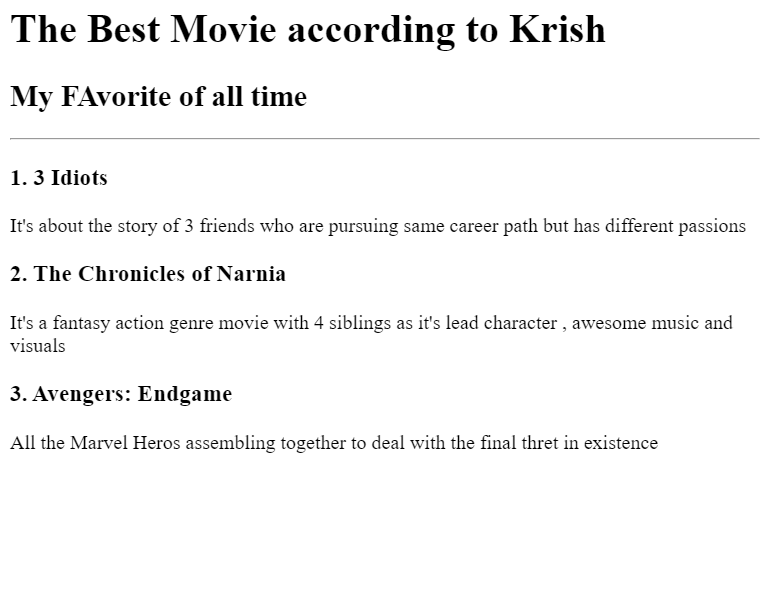 The Best Movie according to Krish
My FAvorite of all time
1. 3 Idiots
It's about the story of 3 friends who are pursuing same career path but has different passions
2. The Chronicles of Narnia
It's a fantasy action genre movie with 4 siblings as it's lead character , awesome music and
visuals
3. Avengers: Endgame
All the Marvel Heros assembling together to deal with the final thret in existence